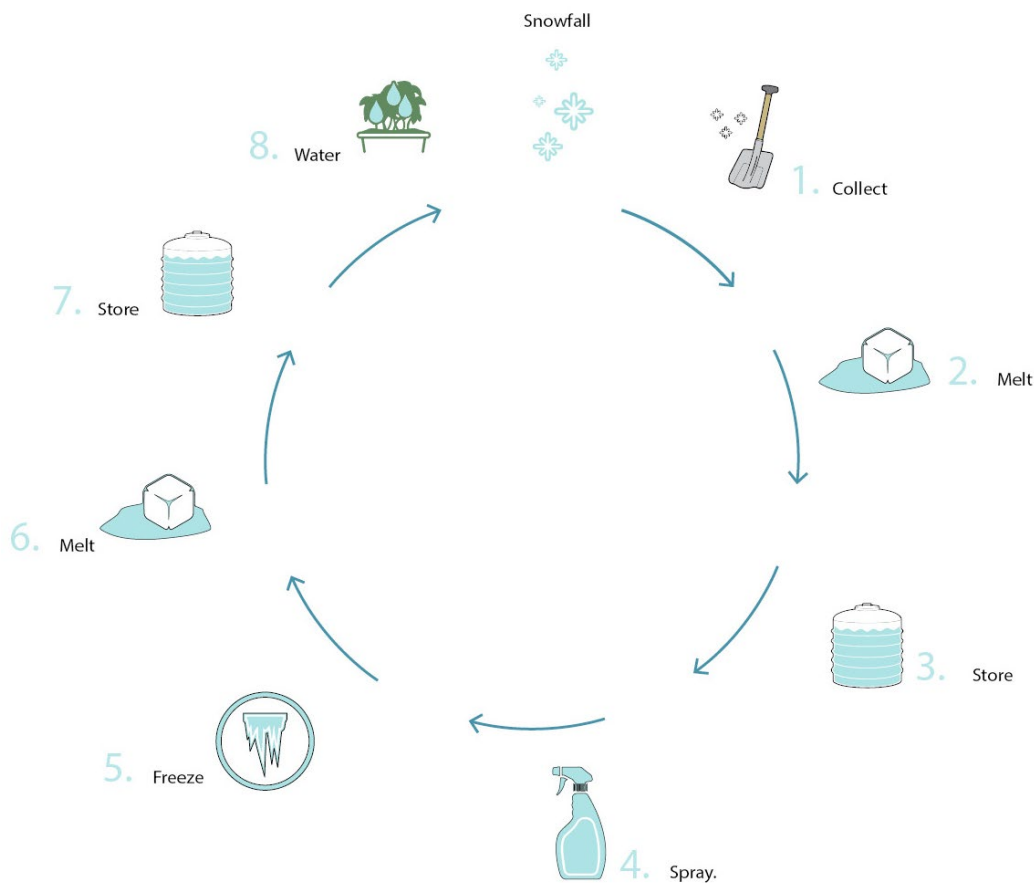 Snowfall
1. Collect
2. Melt
3. Store
4. Spray.
5. Freeze
6. Melt
7. Store
8. Water